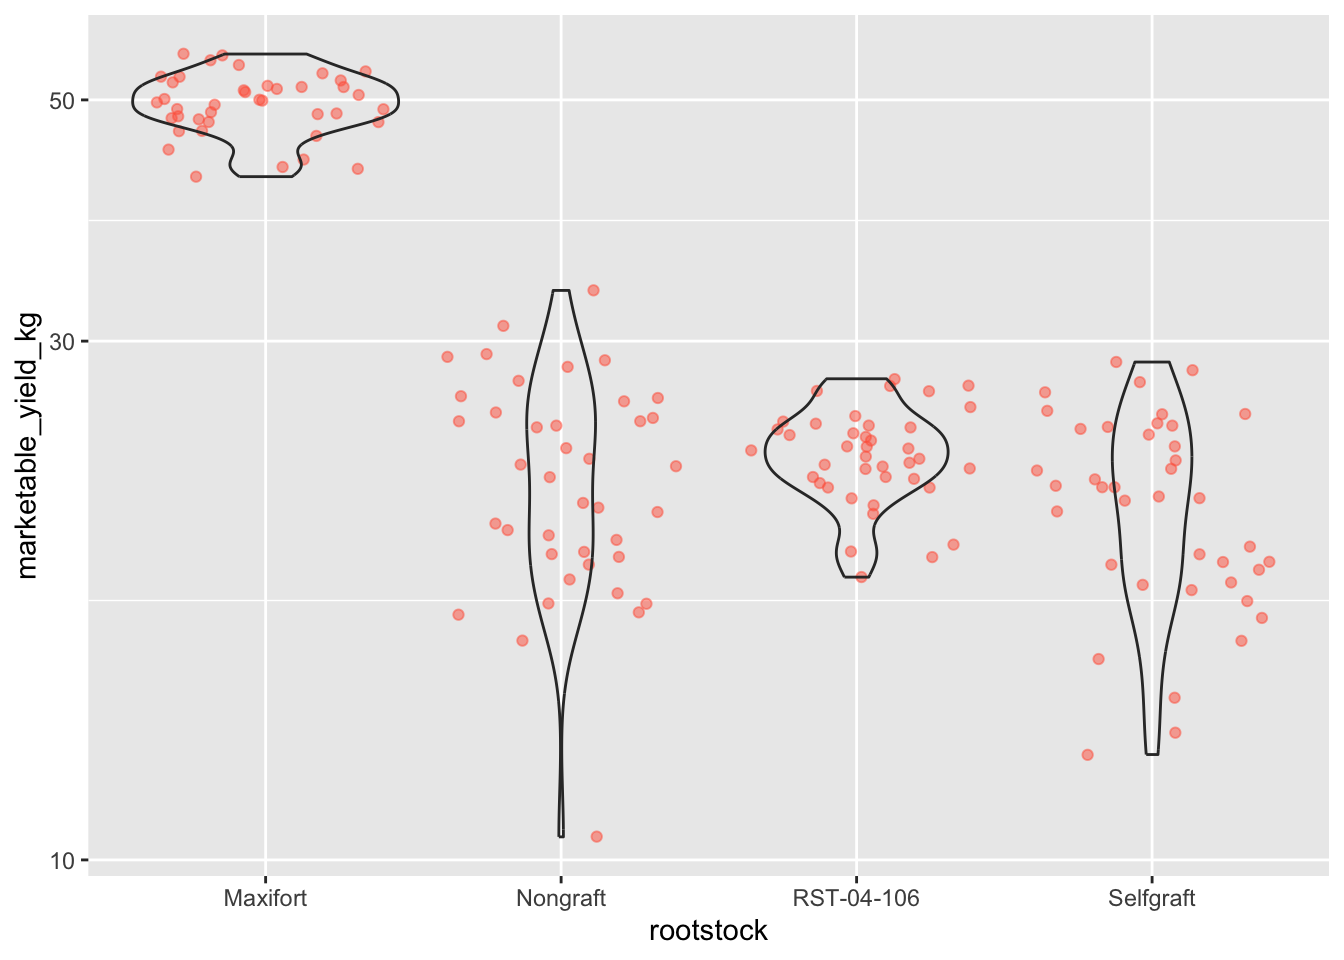 marketable_yield_kg
50
30
10
Maxifort Nongraft RST-04-106 Selfgraft
rootstock